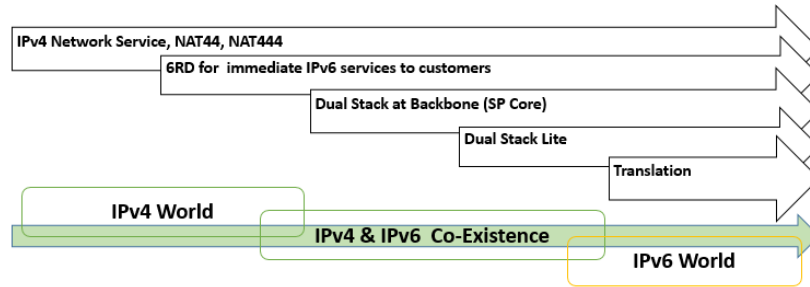 IPv4 Network Service, NAT44, NAT444
6RD for immediate IPv6 services to customers
Dual Stack at Backbone (SP Core)
Dual Stack Lite
Translation
IPv4 World
IPv4 & IPv6 Co-Existence
IPv6 World